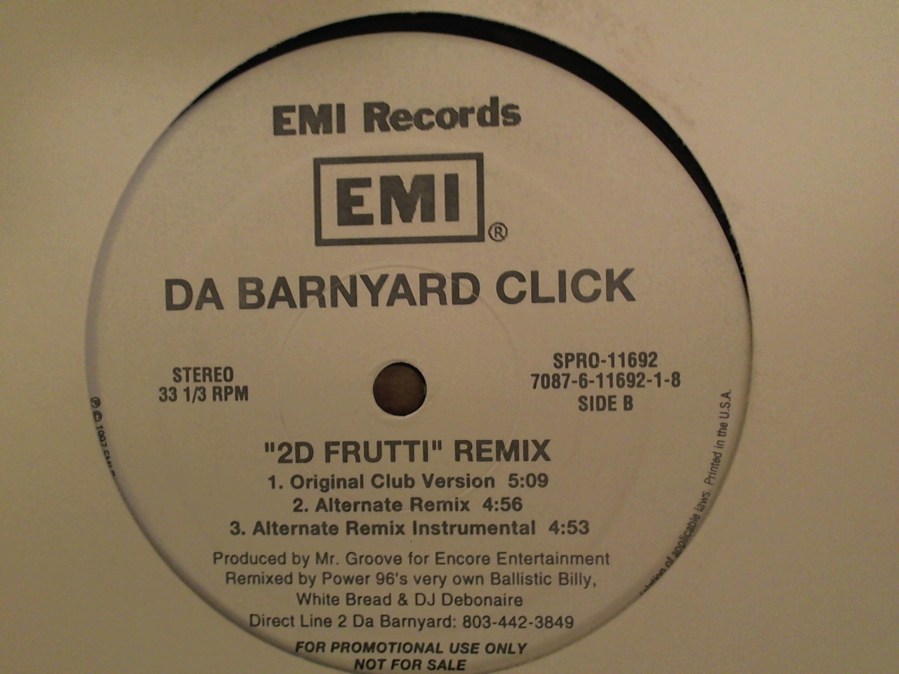 EMI Records
EMI®
DA BARNYARD CLICK
STEREO
33 1/3 RPM
SPRO-11692
7087-6-11692-1-8
SIDE B
"2D FRUTTI" REMIX
1. Original Club Version 5:09
2. Alternate Remix 4:56
3. Alternate Remix Instrumental 4:53
Produced by Mr. Groove for Encore Entertainment
Remixed by Power 96's very own Ballistic Billy,
White Bread & DJ Debonaire
Direct Line 2 Da Barnyard: 803-442-3849
FOR PROMOTIONAL USE ONLY
NOT FOR SALE
℗ © 1997
of applicable laws. Printed in the U.S.A.